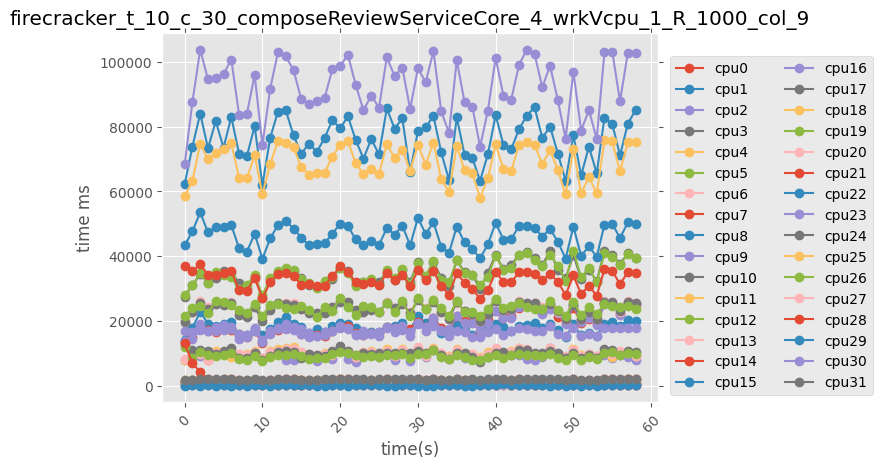 firecracker_t_10_c_30_composeReviewServiceCore_4_wrkVcpu_1_R_1000_col_9
100000
80000
60000
40000
20000
0
time ms
0
10
20
30
40
50
60
time(s)
cpu0
cpu1
cpu2
cpu3
cpu4
cpu5
cpu6
cpu7
cpu8
cpu9
cpu10
cpu11
cpu12
cpu13
cpu14
cpu15
cpu16
cpu17
cpu18
cpu19
cpu20
cpu21
cpu22
cpu23
cpu24
cpu25
cpu26
cpu27
cpu28
cpu29
cpu30
cpu31